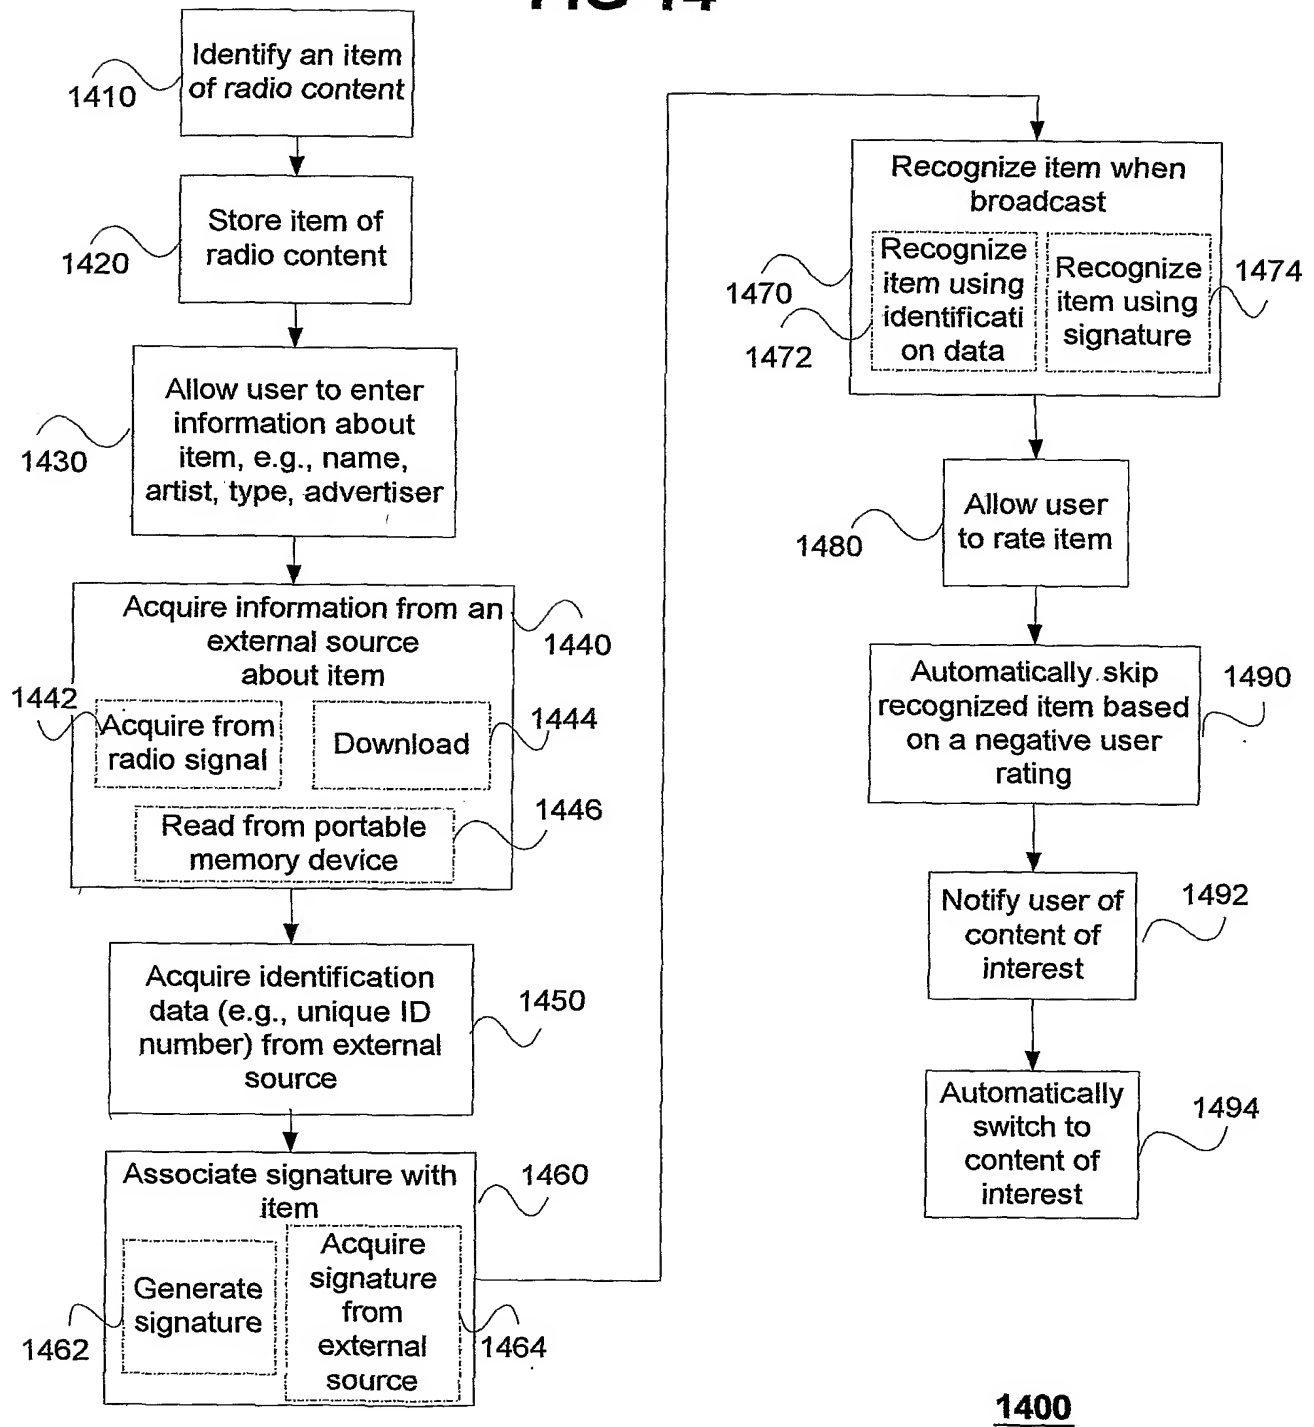 FIG 14
Identify an item
of radio content
1410
Store item of
radio content
1420
Allow user to enter
information about
item, e.g., name,
artist, type, advertiser
1430
Acquire information from an
external source
about item
1440
1442
Acquire from
radio signal
Download
1444
Read from portable
memory device
1446
Acquire identification
data (e.g., unique ID
number) from external
source
1450
Associate signature with
item
1460
Generate
signature
1462
Acquire
signature
from
external
source
1464
Recognize item when
broadcast
1470
Recognize
item using
identificati
on data
1472
Recognize
item using
signature
1474
Allow user
to rate item
1480
Automatically skip
recognized item based
on a negative user
rating
1490
Notify user of
content of
interest
1492
Automatically
switch to
content of
interest
1494
1400